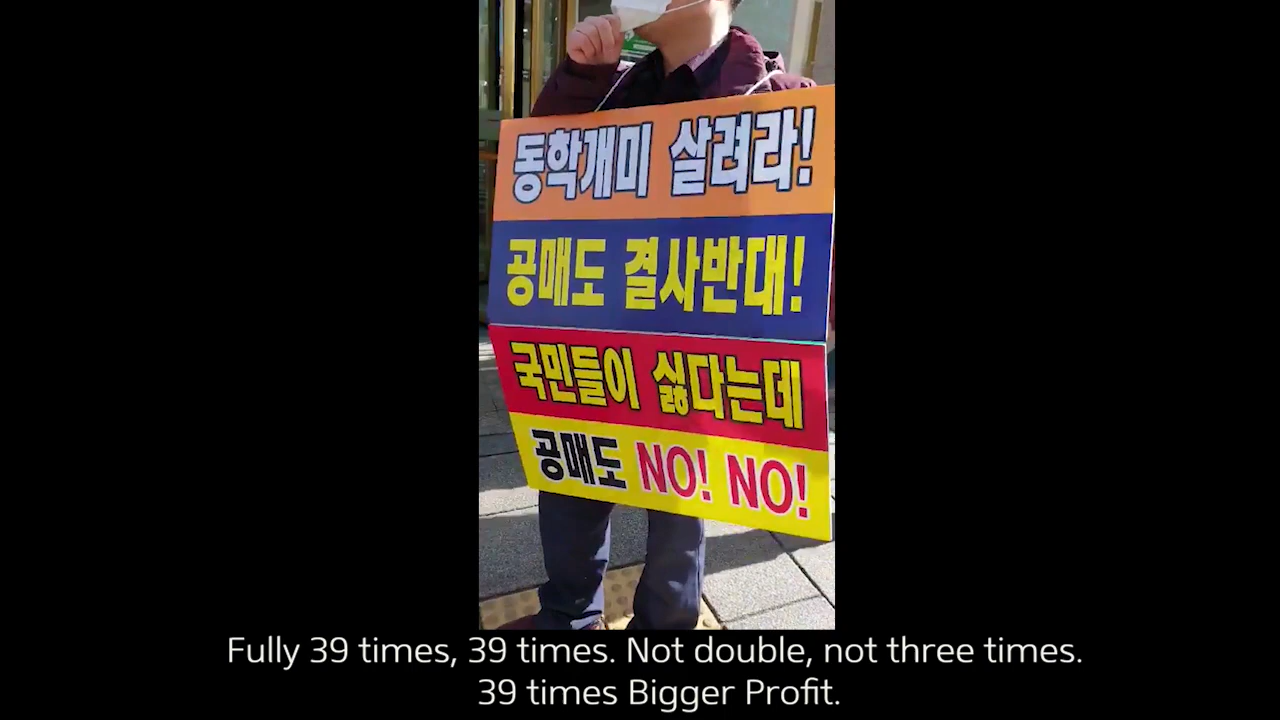 동학개미 살려라!
공매도 결사반대!
국민들이 싫다는데
공매도 NO! NO!
Fully 39 times, 39 times. Not double, not three times.
39 times Bigger Profit.